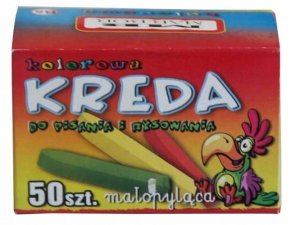 kolorowa
KREDA
DO PISANIA I RYSOWANIA
50 szt. małopyląca